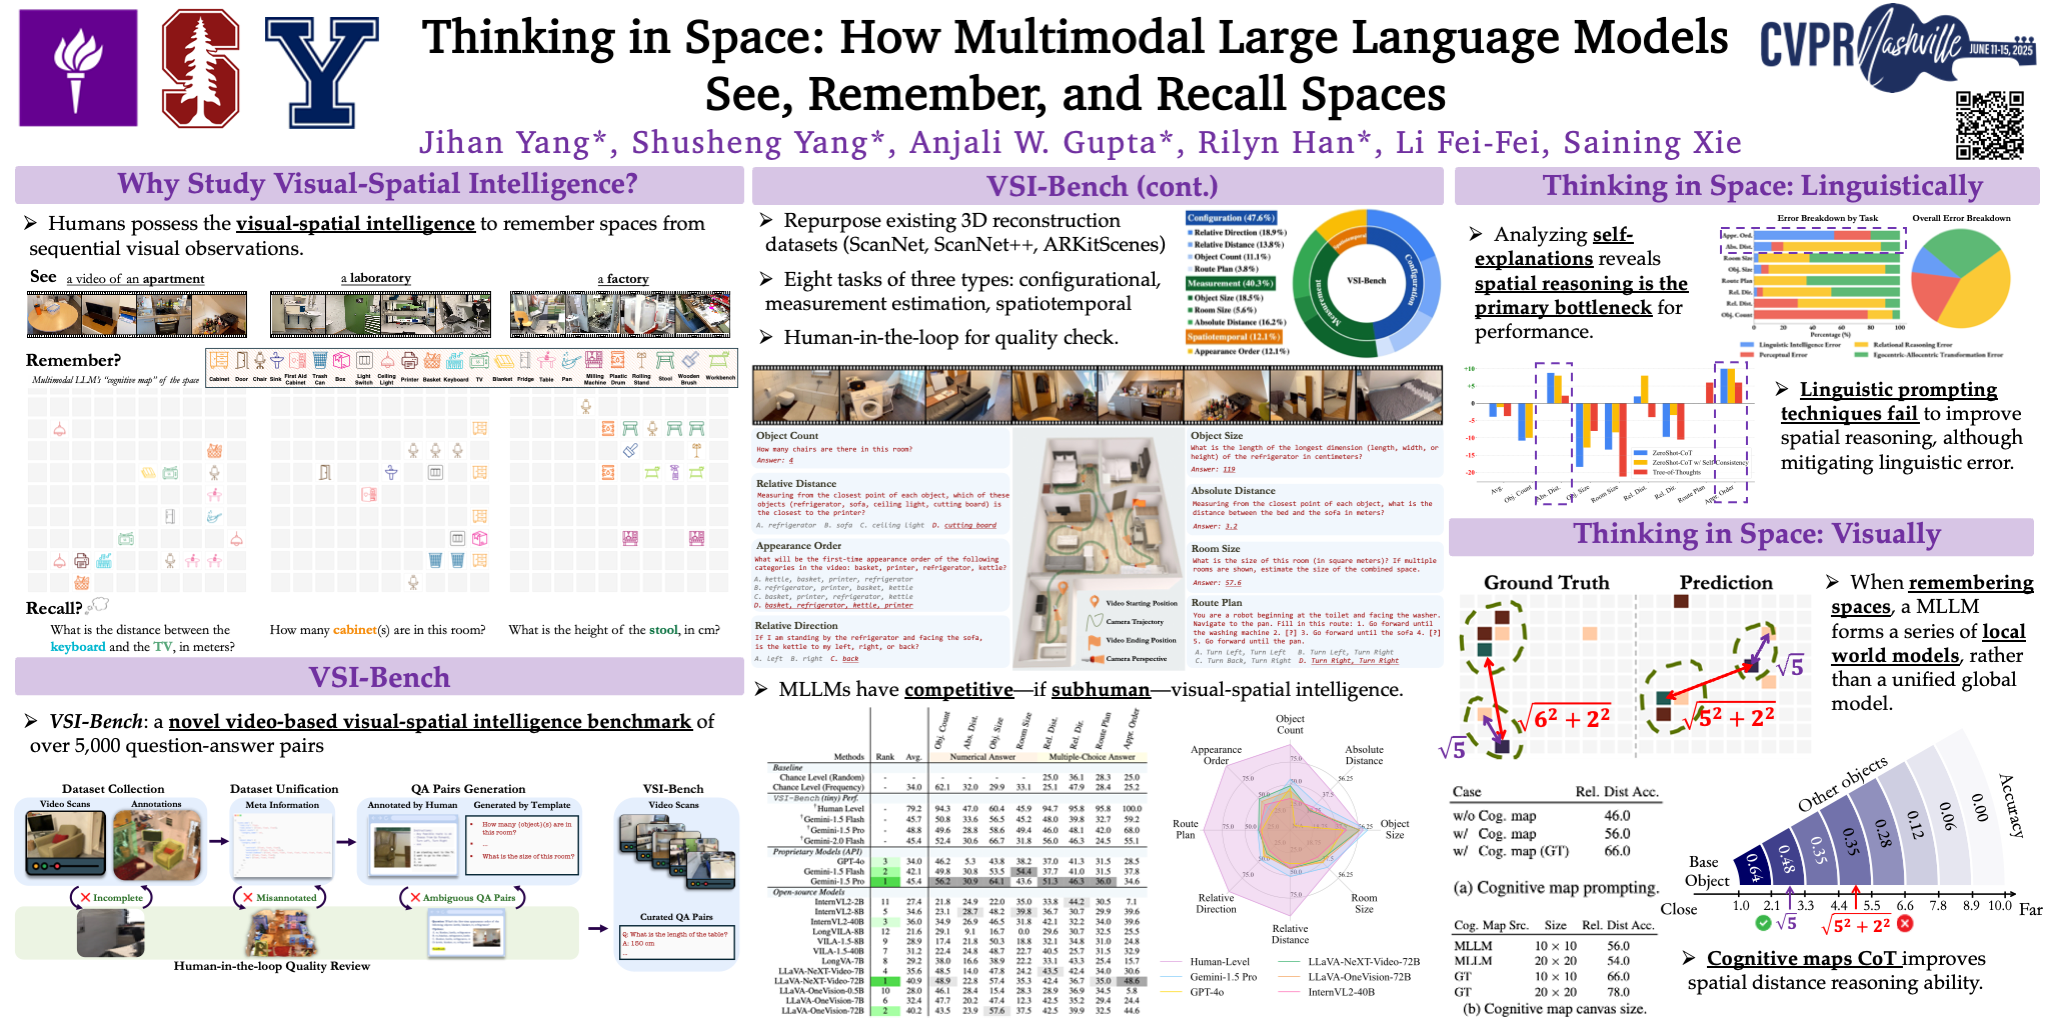 Thinking in Space: How Multimodal Large Language Models
See, Remember, and Recall Spaces
Jihan Yang*, Shusheng Yang*, Anjali W. Gupta*, Rilyn Han*, Li Fei-Fei, Saining Xie
CVPR Nashville JUNE 11-15, 2025
Why Study Visual-Spatial Intelligence?
➢ Humans possess the visual-spatial intelligence to remember spaces from
sequential visual observations.
See a video of an apartment
a laboratory
a factory
Remember?
Multimodal LLM's "cognitive map" of the space
Cabinet Door Chair Sink First Aid Cabinet Trash Can Box Light Switch Ceiling Light Printer Basket Keyboard TV Blanket Fridge Table Pan Milling Machine Plastic Drum Rolling Stand Stool Wooden Brush Workbench
Recall?
What is the distance between the
keyboard and the TV, in meters?
How many cabinet(s) are in this room?
What is the height of the stool, in cm?
VSI-Bench
➢ VSI-Bench: a novel video-based visual-spatial intelligence benchmark of
over 5,000 question-answer pairs
Dataset Collection
Video Scans Annotations
Dataset Unification
Meta Information
QA Pairs Generation
Annotated by Human
Generated by Template
• How many {object}(s) are in
this room?
• ...
• What is the size of this room?
VSI-Bench
Video Scans
Curated QA Pairs
Q: What is the length of the table?
A: 150 cm
...
Incomplete
Misannotated
Ambiguous QA Pairs
Human-in-the-loop Quality Review
VSI-Bench (cont.)
➢ Repurpose existing 3D reconstruction
datasets (ScanNet, ScanNet++, ARKitScenes)
➢ Eight tasks of three types: configurational,
measurement estimation, spatiotemporal
➢ Human-in-the-loop for quality check.
Configuration (47.6%)
Relative Direction (18.9%)
Relative Distance (13.8%)
Object Count (11.1%)
Route Plan (3.8%)
Measurement (40.3%)
Object Size (18.5%)
Room Size (5.6%)
Absolute Distance (16.2%)
Spatiotemporal (12.1%)
Appearance Order (12.1%)
VSI-Bench
Configuration
Measurement
Spatiotemporal
Object Count
How many chairs are there in this room?
Answer: 4
Relative Distance
Measuring from the closest point of each object, which of these
objects (refrigerator, sofa, ceiling light, cutting board) is
the closest to the printer?
A. refrigerator B. sofa C. ceiling light D. cutting board
Appearance Order
What will be the first-time appearance order of the following
categories in the video: basket, printer, refrigerator, kettle?
A. kettle, basket, printer, refrigerator
B. refrigerator, printer, basket, kettle
C. basket, printer, refrigerator, kettle
D. basket, refrigerator, kettle, printer
Relative Direction
If I am standing by the refrigerator and facing the sofa,
is the kettle to my left, right, or back?
A. left B. right C. back
Video Starting Position
Camera Trajectory
Video Ending Position
Camera Perspective
Object Size
What is the length of the longest dimension (length, width, or
height) of the refrigerator in centimeters?
Answer: 119
Absolute Distance
Measuring from the closest point of each object, what is the
distance between the bed and the sofa in meters?
Answer: 3.2
Room Size
What is the size of this room (in square meters)? If multiple
rooms are shown, estimate the size of the combined space.
Answer: 57.6
Route Plan
You are a robot beginning at the toilet and facing the washer.
Navigate to the pan. Fill in this route: 1. Go forward until
the washing machine 2. [?] 3. Go forward until the sofa 4. [?]
5. Go forward until the pan.
A. Turn Left, Turn Left B. Turn Left, Turn Right
C. Turn Back, Turn Right D. Turn Right, Turn Right
➢ MLLMs have competitive—if subhuman—visual-spatial intelligence.
Obj. Count Abs. Dist. Obj. Size Room Size Rel. Dist. Rel. Dir. Route Plan Appr. Order
Methods Rank Avg. Numerical Answer Multiple-Choice Answer
Baseline
Chance Level (Random) - - - - - - 25.0 36.1 28.3 25.0
Chance Level (Frequency) - 34.0 62.1 32.0 29.9 33.1 25.1 47.9 28.4 25.2
VSI-Bench (tiny) Perf.
†Human Level - 79.2 94.3 47.0 60.4 45.9 94.7 95.8 95.8 100.0
†Gemini-1.5 Flash - 45.7 50.8 33.6 56.5 45.2 48.0 39.8 32.7 59.2
†Gemini-1.5 Pro - 48.8 49.6 28.8 58.6 49.4 46.0 48.1 42.0 68.0
†Gemini-2.0 Flash - 45.4 52.4 30.6 66.7 31.8 56.0 46.3 24.5 55.1
Proprietary Models (API)
GPT-4o 3 34.0 46.2 5.3 43.8 38.2 37.0 41.3 31.5 28.5
Gemini-1.5 Flash 2 42.1 49.8 30.8 53.5 54.4 37.7 41.0 31.5 37.8
Gemini-1.5 Pro 1 45.4 56.2 30.9 64.1 43.6 51.3 46.3 36.0 34.6
Open-source Models
InternVL2-2B 11 27.4 21.8 24.9 22.0 35.0 33.8 44.2 30.5 7.1
InternVL2-8B 5 34.6 23.1 28.7 48.2 39.8 36.7 30.7 29.9 39.6
InternVL2-40B 3 36.0 34.9 26.9 46.5 31.8 42.1 32.2 34.0 39.6
LongVILA-8B 12 21.6 29.1 9.1 16.7 0.0 29.6 30.7 32.5 25.5
VILA-1.5-8B 9 28.9 17.4 21.8 50.3 18.8 32.1 34.8 31.0 24.8
VILA-1.5-40B 7 31.2 22.4 24.8 48.7 22.7 40.5 25.7 31.5 32.9
LongVA-7B 8 29.2 38.0 16.6 38.9 22.2 33.1 43.3 25.4 15.7
LLaVA-NeXT-Video-7B 4 35.6 48.5 14.0 47.8 24.2 43.5 42.4 34.0 30.6
LLaVA-NeXT-Video-72B 1 40.9 48.9 22.8 57.4 35.3 42.4 36.7 35.0 48.6
LLaVA-OneVision-0.5B 10 28.0 46.1 28.4 15.4 28.3 28.9 36.9 34.5 5.8
LLaVA-OneVision-7B 6 32.4 47.7 20.2 47.4 12.3 42.5 35.2 29.4 24.4
LLaVA-OneVision-72B 2 40.2 43.5 23.9 57.6 37.5 42.5 39.9 32.5 44.6
Object Count
Absolute Distance
Object Size
Room Size
Relative Distance
Relative Direction
Route Plan
Appearance Order
Human-Level LLaVA-NeXT-Video-72B
Gemini-1.5 Pro LLaVA-OneVision-72B
GPT-4o InternVL2-40B
Thinking in Space: Linguistically
➢ Analyzing self-
explanations reveals
spatial reasoning is the
primary bottleneck for
performance.
Error Breakdown by Task
Overall Error Breakdown
Appr. Ord.
Abs. Dist.
Room Size
Obj. Size
Route Plan
Rel. Dir.
Rel. Dist.
Obj. Count
0 20 40 60 80 100
Percentage (%)
Linguistic Intelligence Error Relational Reasoning Error
Perceptual Error Egocentric-Allocentric Transformation Error
+10
+5
0
-5
-10
-15
-20
ZeroShot-CoT
ZeroShot-CoT w/ Self-Consistency
Tree-of-Thoughts
Avg. Obj. Count Abs. Dist. Obj. Size Room Size Rel. Dist. Rel. Dir. Route Plan App. Order
➢ Linguistic prompting
techniques fail to improve
spatial reasoning, although
mitigating linguistic error.
Thinking in Space: Visually
Ground Truth Prediction
√5
√6² + 2²
√5² + 2²
√5
➢ When remembering
spaces, a MLLM
forms a series of local
world models, rather
than a unified global
model.
Case Rel. Dist Acc.
w/o Cog. map 46.0
w/ Cog. map 56.0
w/ Cog. map (GT) 66.0
(a) Cognitive map prompting.
Cog. Map Src. Size Rel. Dist Acc.
MLLM 10 × 10 56.0
MLLM 20 × 20 54.0
GT 10 × 10 66.0
GT 20 × 20 78.0
(b) Cognitive map canvas size.
Base
Object
Other objects
Accuracy
0.64 0.48 0.35 0.35 0.28 0.12 0.06 0.00
Close 1.0 2.1 3.3 4.4 5.5 6.6 7.8 8.9 10.0 Far
√5 √5² + 2²
➢ Cognitive maps CoT improves
spatial distance reasoning ability.